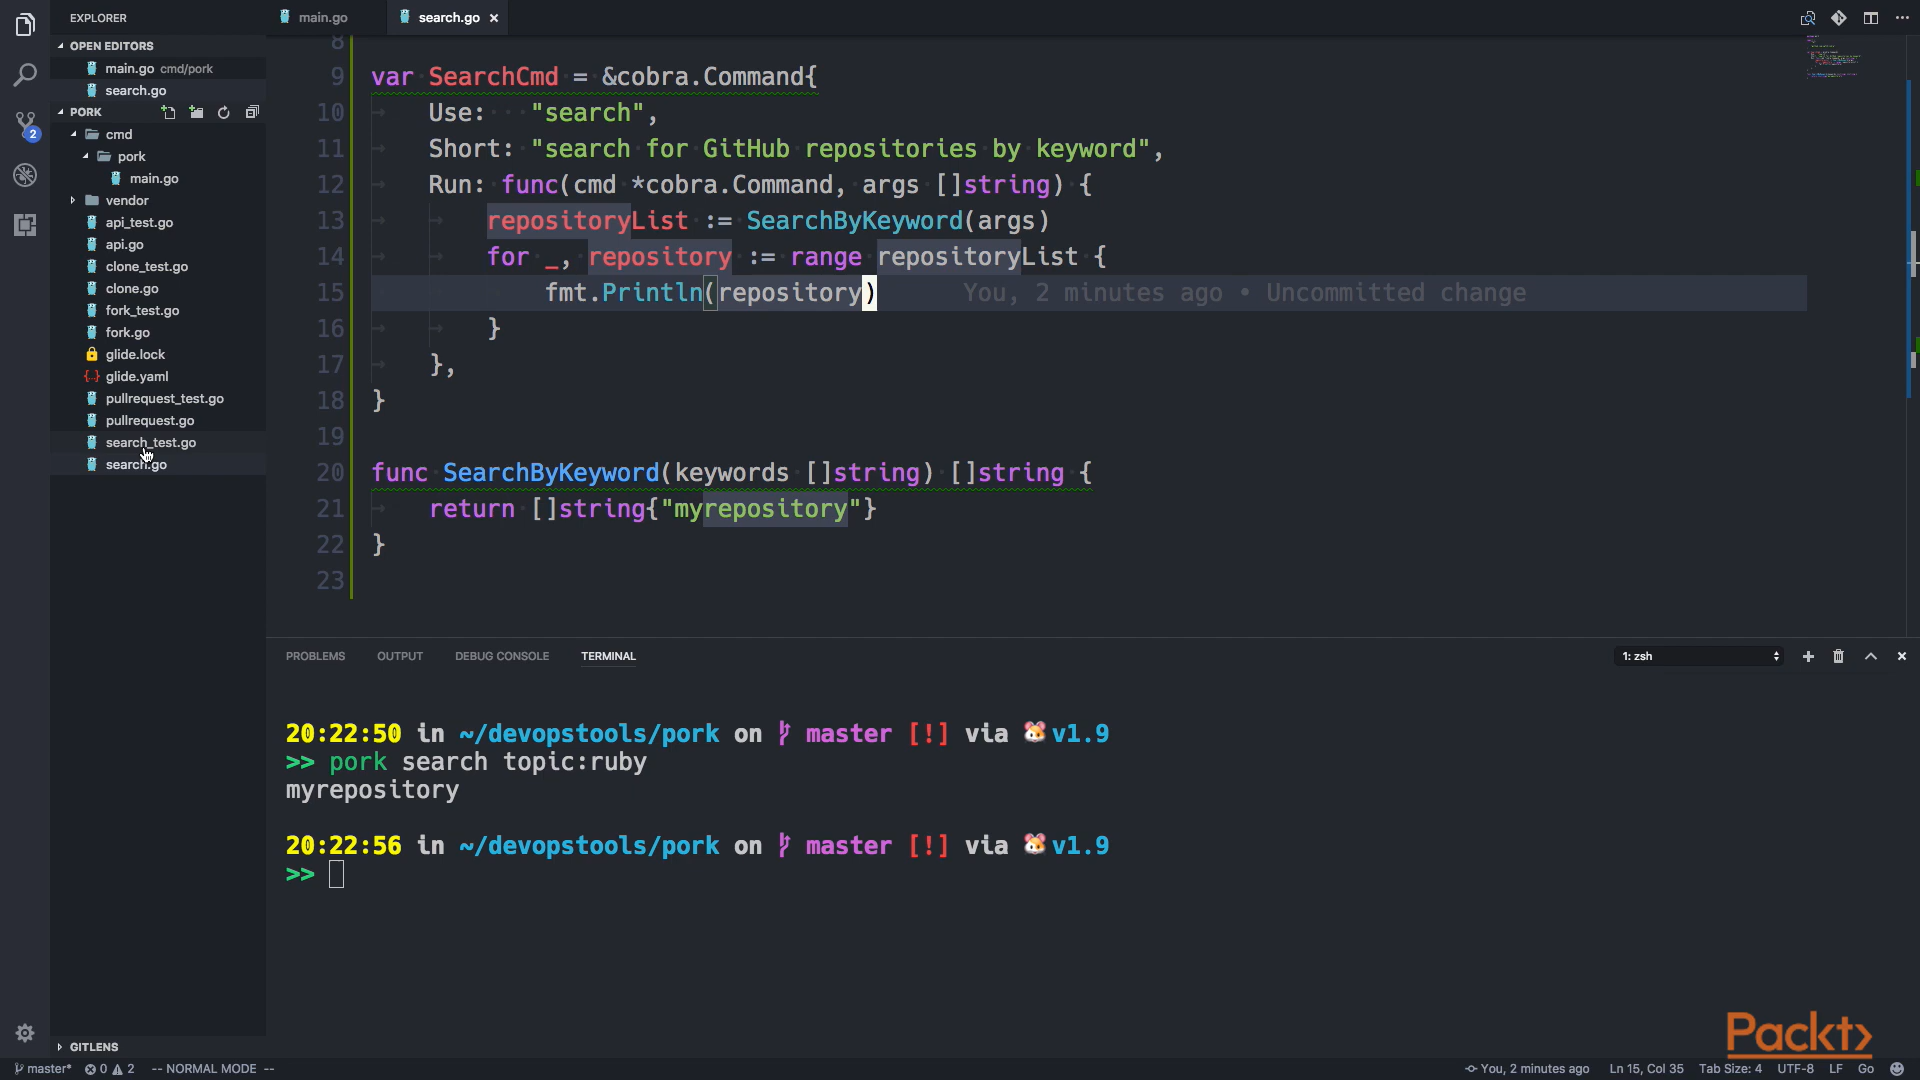 EXPLORER
OPEN EDITORS
main.go cmd/pork
search.go
PORK
cmd
pork
main.go
vendor
api_test.go
api.go
clone_test.go
clone.go
fork_test.go
fork.go
glide.lock
glide.yaml
pullrequest_test.go
pullrequest.go
search_test.go
search.go
GITLENS
2
main.go
search.go
8
9 var SearchCmd = &cobra.Command{
10 Use: "search",
11 Short: "search for GitHub repositories by keyword",
12 Run: func(cmd *cobra.Command, args []string) {
13 repositoryList := SearchByKeyword(args)
14 for _, repository := range repositoryList {
15 fmt.Println(repository) You, 2 minutes ago • Uncommitted change
16 }
17 },
18 }
19
20 func SearchByKeyword(keywords []string) []string {
21 return []string{"myrepository"}
22 }
23
PROBLEMS OUTPUT DEBUG CONSOLE TERMINAL
1: zsh
20:22:50 in ~/devopstools/pork on master [!] via 🐹v1.9
>> pork search topic:ruby
myrepository
20:22:56 in ~/devopstools/pork on master [!] via 🐹v1.9
>>
Packt>
master* 0 2 -- NORMAL MODE -- You, 2 minutes ago Ln 15, Col 35 Tab Size: 4 UTF-8 LF Go